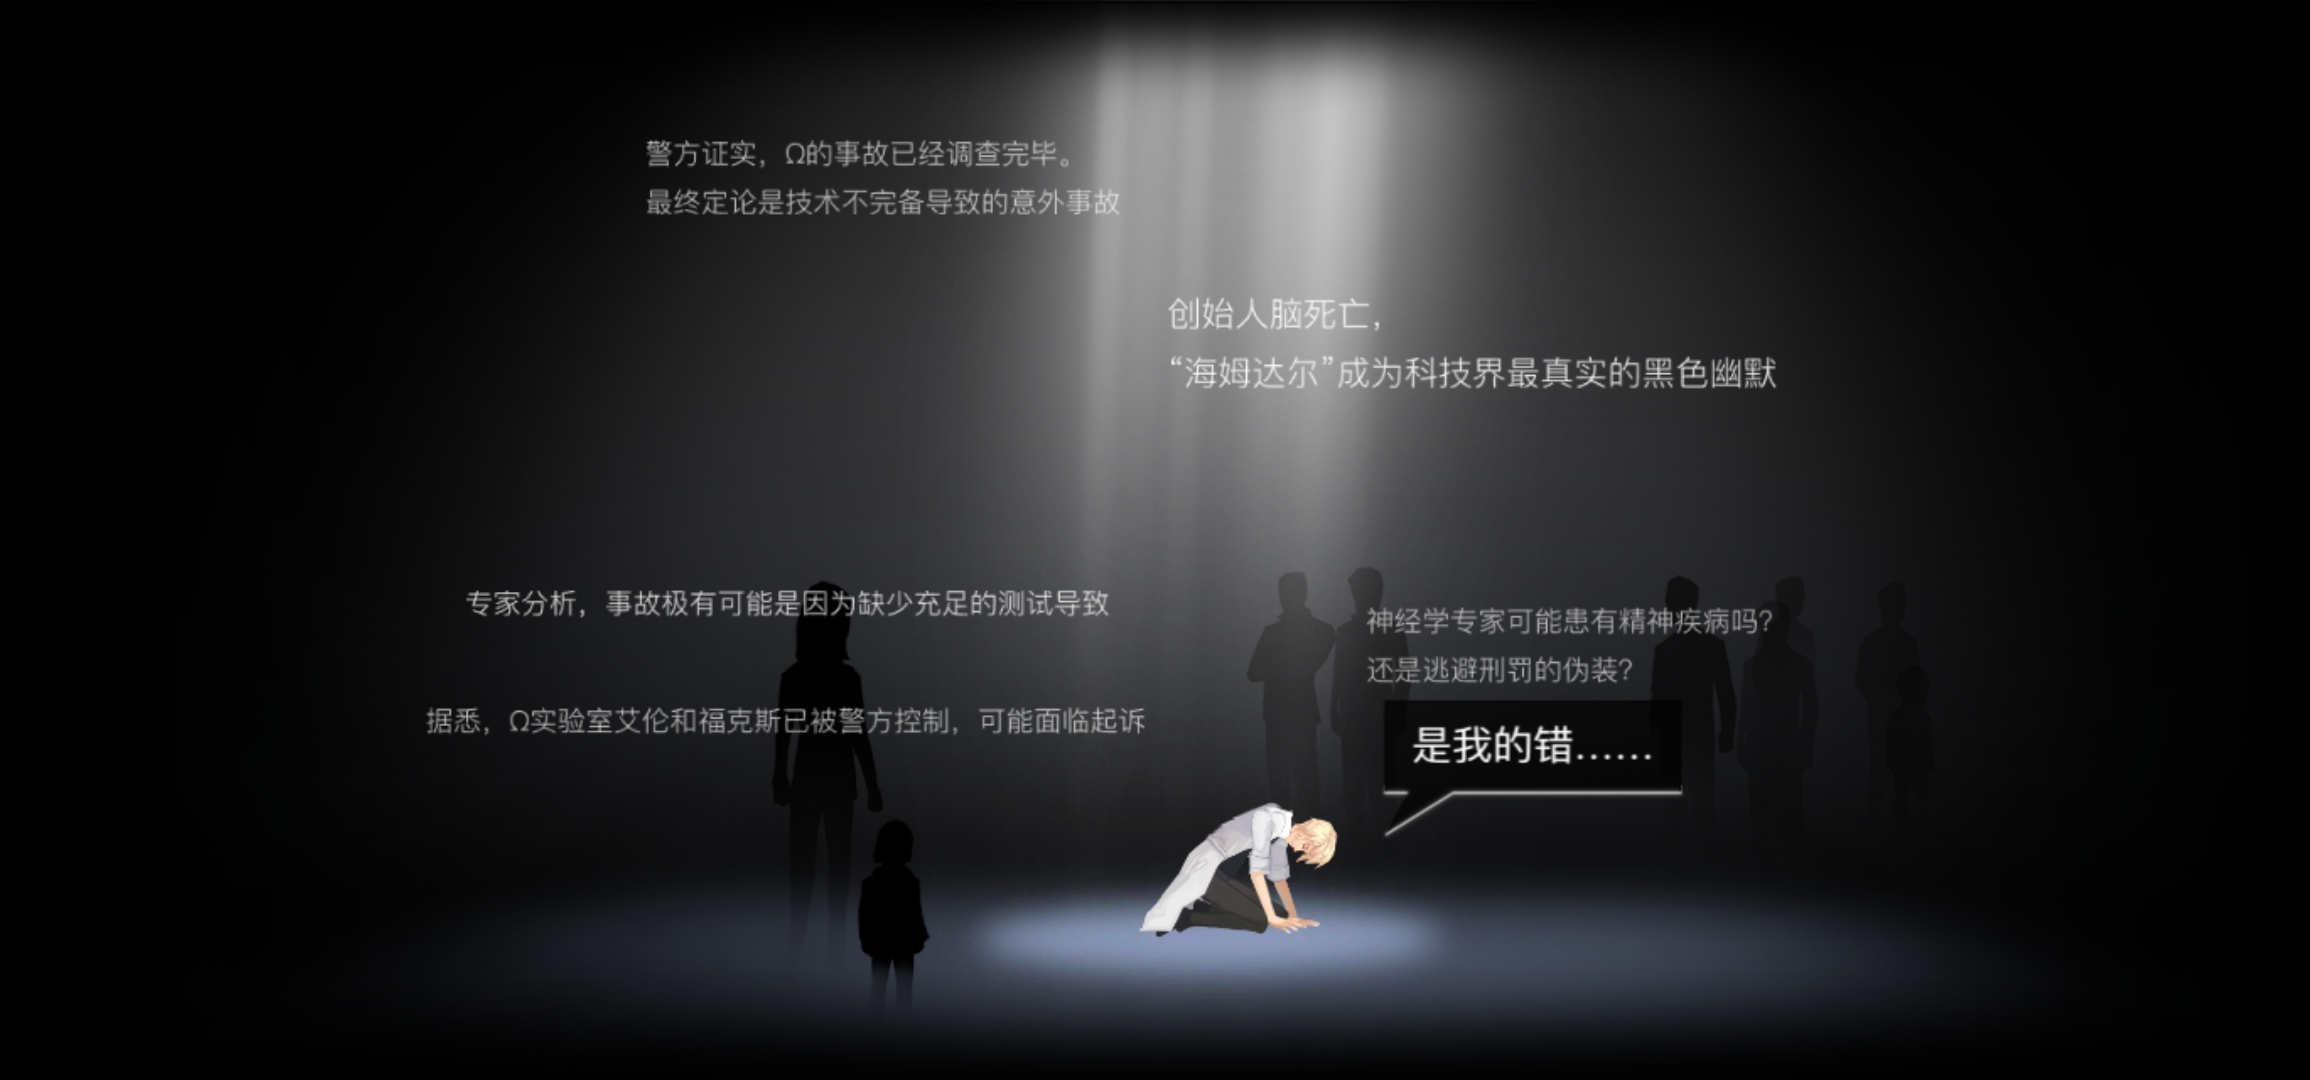 警方证实，Ω的事故已经调查完毕。
最终定论是技术不完备导致的意外事故
创始人脑死亡，
“海姆达尔”成为科技界最真实的黑色幽默
专家分析，事故极有可能是因为缺少充足的测试导致
神经学专家可能患有精神疾病吗？
还是逃避刑罚的伪装？
据悉，Ω实验室艾伦和福克斯已被警方控制，可能面临起诉
是我的错……